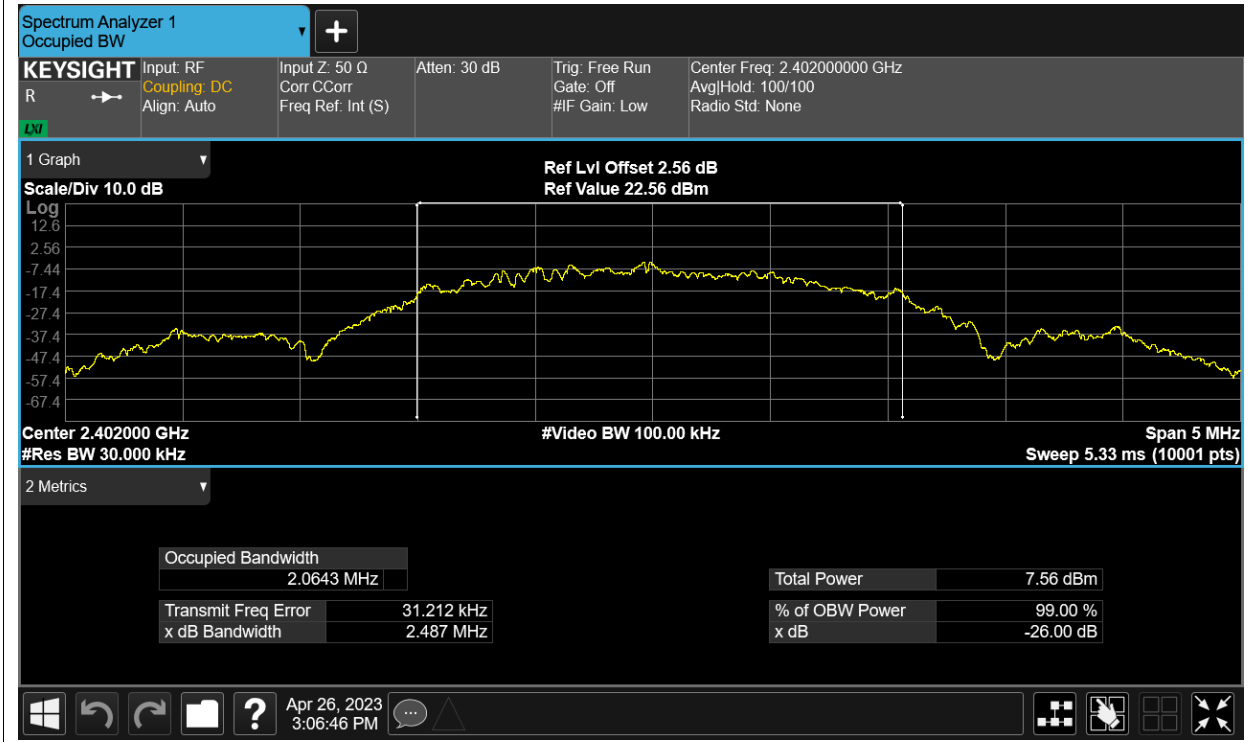 Spectrum Analyzer 1
Occupied BW
KEYSIGHT
R
LXI
Input: RF
Coupling: DC
Align: Auto
Input Z: 50 Ω
Corr CCorr
Freq Ref: Int (S)
Atten: 30 dB
Trig: Free Run
Gate: Off
#IF Gain: Low
Center Freq: 2.402000000 GHz
Avg|Hold: 100/100
Radio Std: None
1 Graph
Scale/Div 10.0 dB
Ref Lvl Offset 2.56 dB
Ref Value 22.56 dBm
Log
12.6
2.56
-7.44
-17.4
-27.4
-37.4
-47.4
-57.4
-67.4
Center 2.402000 GHz
#Res BW 30.000 kHz
#Video BW 100.00 kHz
Span 5 MHz
Sweep 5.33 ms (10001 pts)
2 Metrics
Occupied Bandwidth
2.0643 MHz
Transmit Freq Error 31.212 kHz
x dB Bandwidth 2.487 MHz
Total Power 7.56 dBm
% of OBW Power 99.00 %
x dB -26.00 dB
?
Apr 26, 2023
3:06:46 PM